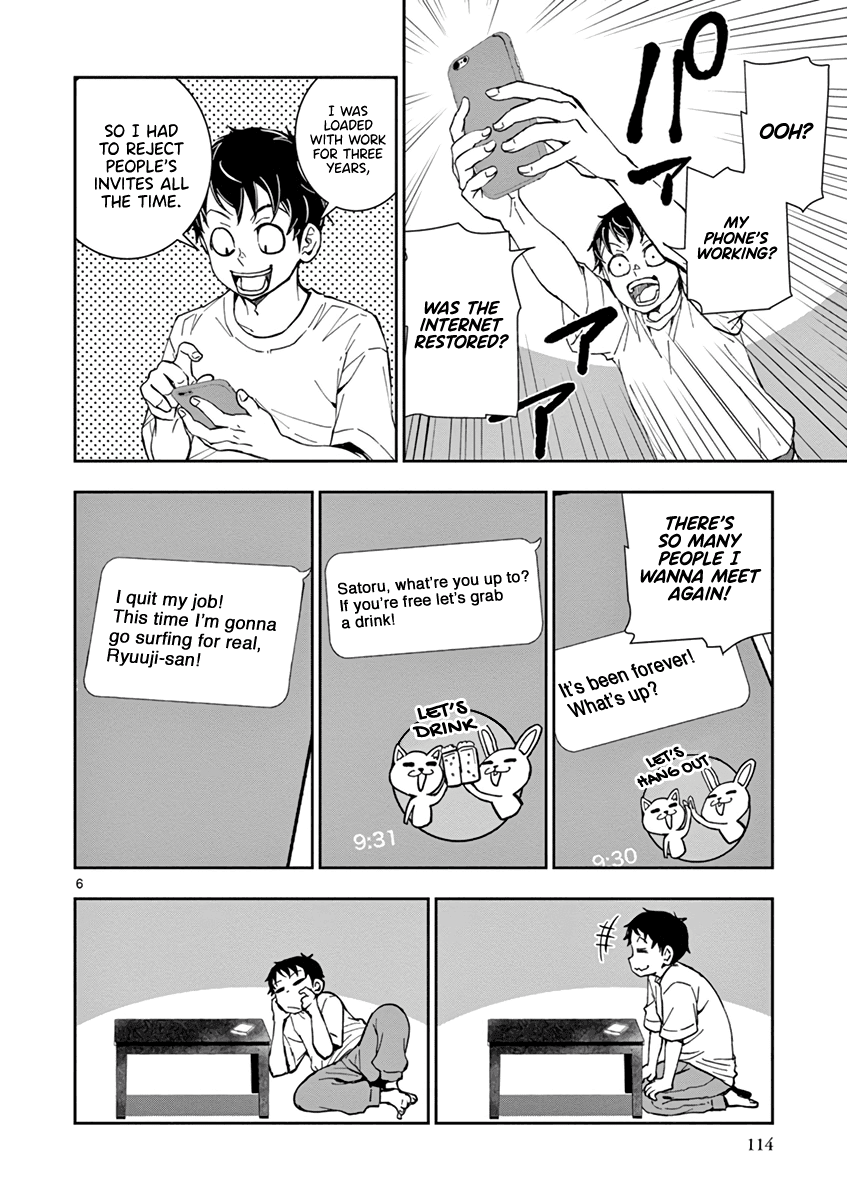 OOH?
MY
PHONE'S
WORKING?
パァァァ
WAS THE
INTERNET
RESTORED?
I WAS
LOADED
WITH WORK
FOR THREE
YEARS,
SO I HAD
TO REJECT
PEOPLE'S
INVITES ALL
THE TIME.
THERE'S
SO MANY
PEOPLE I
WANNA MEET
AGAIN!
It's been forever!
What's up?
LET'S
HANG OUT
9:30
Satoru, what're you up to?
If you're free let's grab
a drink!
LET'S
DRINK
9:31
I quit my job!
This time I'm gonna
go surfing for real,
Ryuuji-san!
6
114